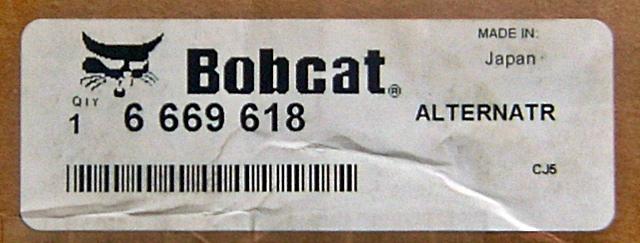 Bobcat®
MADE IN:
Japan
QTY
1
6 669 618
ALTERNATR
CJ5